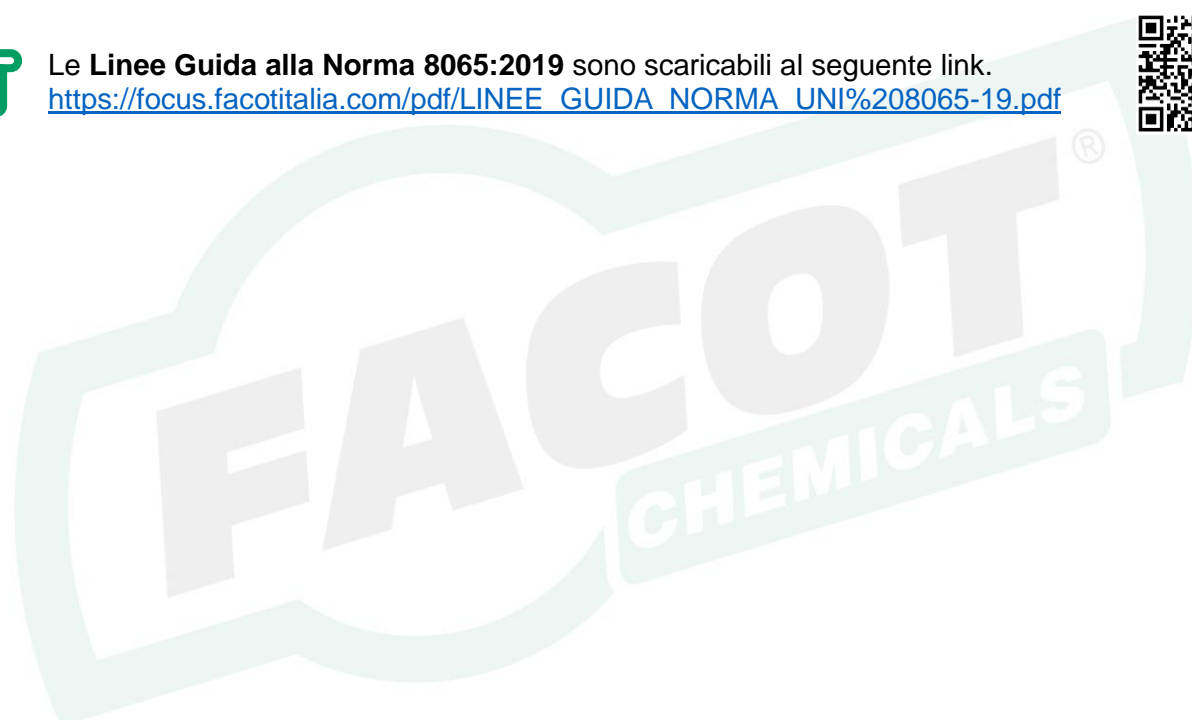 Le Linee Guida alla Norma 8065:2019 sono scaricabili al seguente link.
https://focus.facotitalia.com/pdf/LINEE_GUIDA_NORMA_UNI%208065-19.pdf
®
FACOT
CHEMICALS